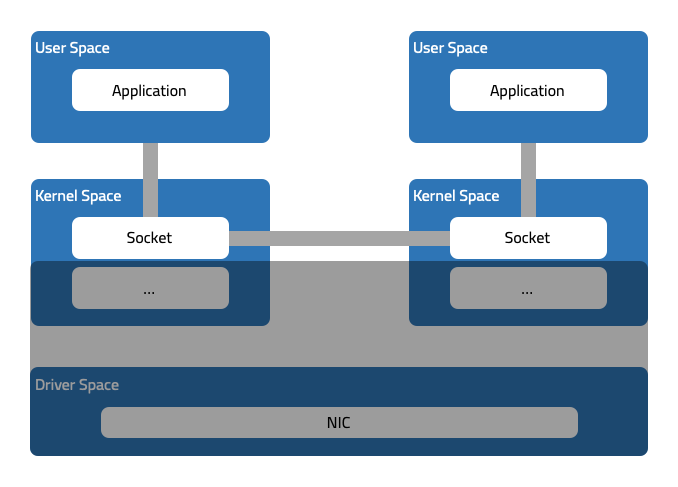 User Space
User Space
Application
Application
Kernel Space
Kernel Space
Socket
Socket
...
...
Driver Space
NIC